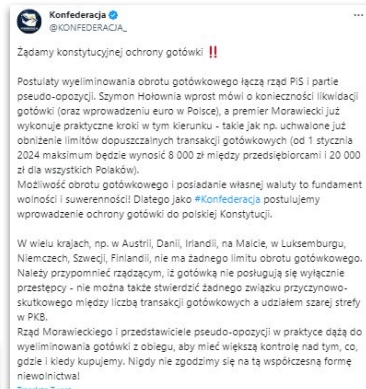 Konfederacja
@KONFEDERACJA_
Żądamy konstytucyjnej ochrony gotówki ‼
Postulaty wyeliminowania obrotu gotówkowego łączą rząd PiS i partie
pseudo-opozycji. Szymon Hołownia wprost mówi o konieczności likwidacji
gotówki (oraz wprowadzeniu euro w Polsce), a premier Morawiecki już
wykonuje praktyczne kroki w tym kierunku - takie jak np. uchwalone już
obniżenie limitów dopuszczalnych transakcji gotówkowych (od 1 stycznia
2024 maksimum będzie wynosić 8 000 zł między przedsiębiorcami i 20 000
zł dla wszystkich Polaków).
Możliwość obrotu gotówkowego i posiadanie własnej waluty to fundament
wolności i suwerenności! Dlatego jako #Konfederacja postulujemy
wprowadzenie ochrony gotówki do polskiej Konstytucji.
W wielu krajach, np. w Austrii, Danii, Irlandii, na Malcie, w Luksemburgu,
Niemczech, Szwecji, Finlandii, nie ma żadnego limitu obrotu gotówkowego.
Należy przypomnieć rządzącym, iż gotówką nie posługują się wyłącznie
przestępcy - nie można także stwierdzić żadnego związku przyczynowo-
skutkowego między liczbą transakcji gotówkowych a udziałem szarej strefy
w PKB.
Rząd Morawieckiego i przedstawiciele pseudo-opozycji w praktyce dążą do
wyeliminowania gotówki z obiegu, aby mieć większą kontrolę nad tym, co,
gdzie i kiedy kupujemy. Nigdy nie zgodzimy się na tą współczesną formę
niewolnictwa!